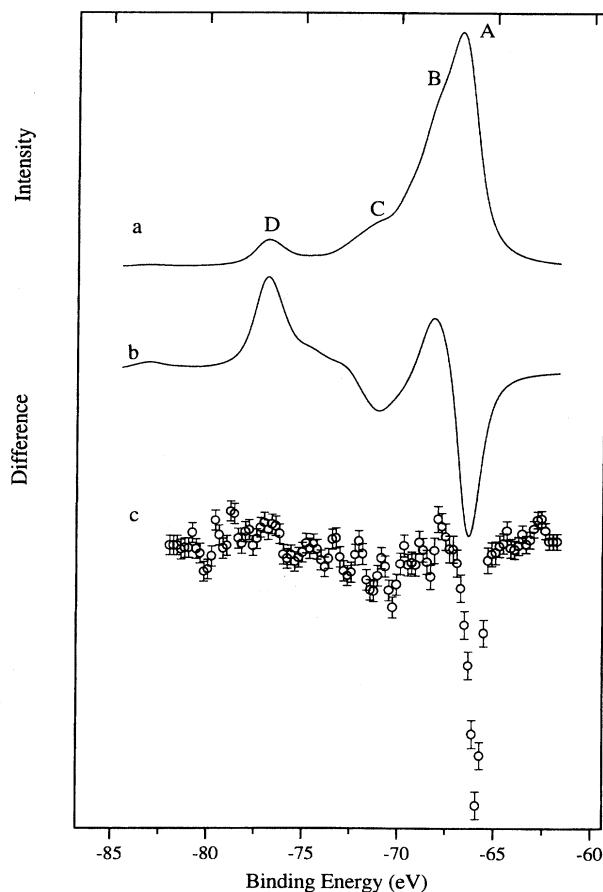 A
B
C
D
a
b
c
Intensity
Difference
-85
-80
-75
-70
-65
-60
Binding Energy (eV)